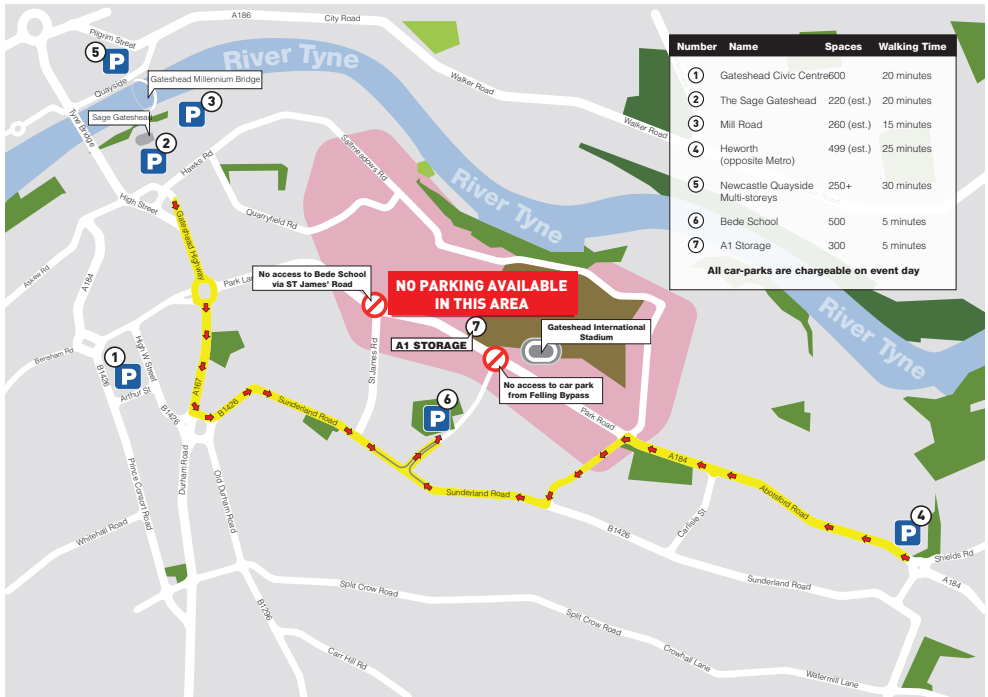 A186
City Road
Pilgrim Street
5
P
River Tyne
Quayside
Gateshead Millennium Bridge
Walker Road
3
P
Tyne Bridge
Sage Gateshead
2
P
Walker Road
Saltmeadows Rd
Hawks Rd
High Street
Quarryfield Rd
River Tyne
Gateshead Highway
Askew Rd
A184
Park Lane
No access to Bede School
via ST James' Road
NO PARKING AVAILABLE
IN THIS AREA
7
A1 STORAGE
Gateshead International
Stadium
River Tyne
Bensham Rd
1
P
B1426
High W Street
Arthur St
B1426
A167
B1426
St James Rd
No access to car park
from Felling Bypass
6
P
Park Road
Sunderland Road
A184
Abbotsford Road
Sunderland Road
B1426
Carlisle St
4
P
Shields Rd
A184
Prince Consort Road
Durham Road
Old Durham Road
Whitehall Road
Sunderland Road
Split Crow Road
B1296
Split Crow Road
Carr Hill Rd
Crowhall Lane
Watermill Lane
Number Name Spaces Walking Time
1 Gateshead Civic Centre 600 20 minutes
2 The Sage Gateshead 220 (est.) 20 minutes
3 Mill Road 260 (est.) 15 minutes
4 Heworth 499 (est.) 25 minutes
(opposite Metro)
5 Newcastle Quayside 250+ 30 minutes
Multi-storeys
6 Bede School 500 5 minutes
7 A1 Storage 300 5 minutes
All car-parks are chargeable on event day